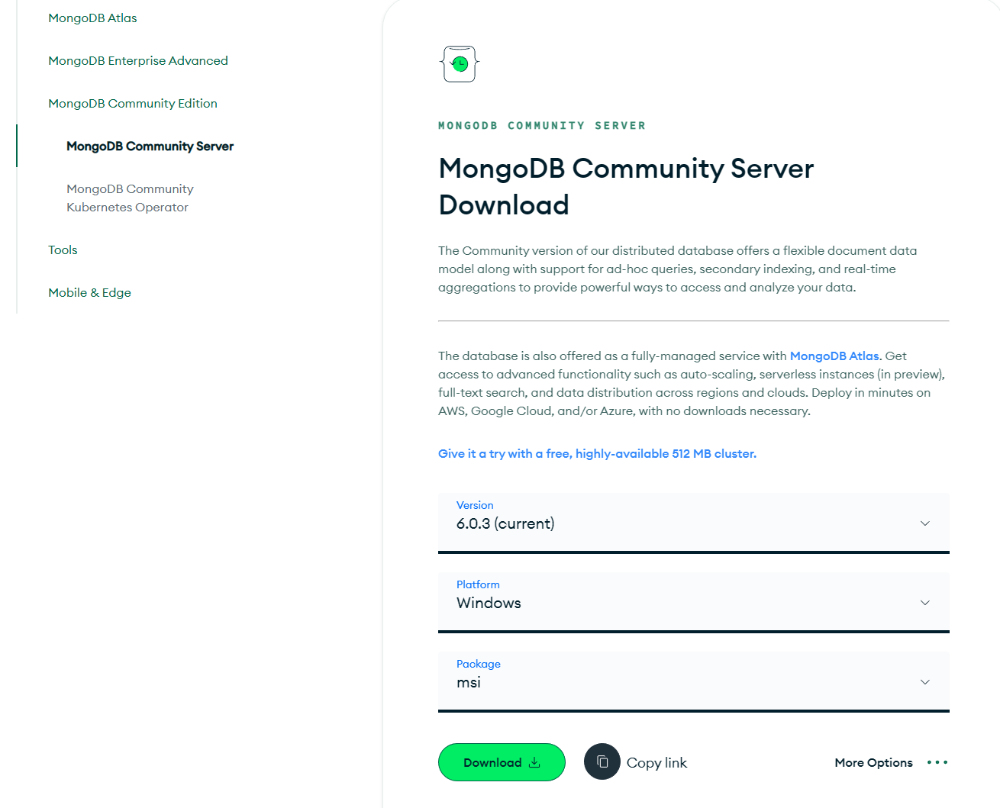 MongoDB Atlas
MongoDB Enterprise Advanced
MongoDB Community Edition
MongoDB Community Server
MongoDB Community
Kubernetes Operator
Tools
Mobile & Edge
MONGODB COMMUNITY SERVER
MongoDB Community Server
Download
The Community version of our distributed database offers a flexible document data
model along with support for ad-hoc queries, secondary indexing, and real-time
aggregations to provide powerful ways to access and analyze your data.
The database is also offered as a fully-managed service with MongoDB Atlas. Get
access to advanced functionality such as auto-scaling, serverless instances (in preview),
full-text search, and data distribution across regions and clouds. Deploy in minutes on
AWS, Google Cloud, and/or Azure, with no downloads necessary.
Give it a try with a free, highly-available 512 MB cluster.
Version
6.0.3 (current)
Platform
Windows
Package
msi
Download
Copy link
More Options